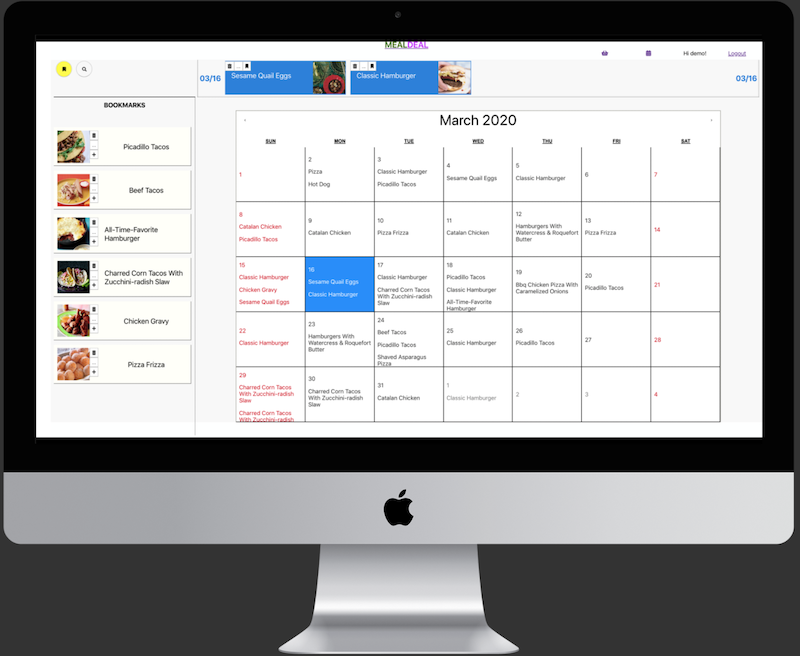 MEALDEAL
Hi demo!
Logout
03/16
Sesame Quail Eggs
Classic Hamburger
03/16
BOOKMARKS
Picadillo Tacos
Beef Tacos
All-Time-Favorite
Hamburger
Charred Corn Tacos With
Zucchini-radish Slaw
Chicken Gravy
Pizza Frizza
March 2020
SUN MON TUE WED THU FRI SAT
1
2
Pizza
Hot Dog
3
Classic Hamburger
Picadillo Tacos
4
Sesame Quail Eggs
5
Classic Hamburger
6
7
8
Catalan Chicken
Picadillo Tacos
9
Catalan Chicken
10
Pizza Frizza
11
Catalan Chicken
12
Hamburgers With
Watercress & Roquefort
Butter
13
Pizza Frizza
14
15
Classic Hamburger
Chicken Gravy
Sesame Quail Eggs
16
Sesame Quail Eggs
Classic Hamburger
17
Classic Hamburger
Charred Corn Tacos
With Zucchini-radish
Slaw
18
Picadillo Tacos
Classic Hamburger
All-Time-Favorite
Hamburger
19
Bbq Chicken Pizza With
Caramelized Onions
20
Picadillo Tacos
21
22
Classic Hamburger
23
Hamburgers With
Watercress & Roquefort
Butter
24
Beef Tacos
Picadillo Tacos
Shaved Asparagus
Pizza
25
Classic Hamburger
26
Picadillo Tacos
27
28
29
Charred Corn Tacos
With Zucchini-radish
Slaw
Charred Corn Tacos
With Zucchini-radish
30
Charred Corn Tacos
With Zucchini-radish
Slaw
31
Catalan Chicken
1
Classic Hamburger
2
3
4